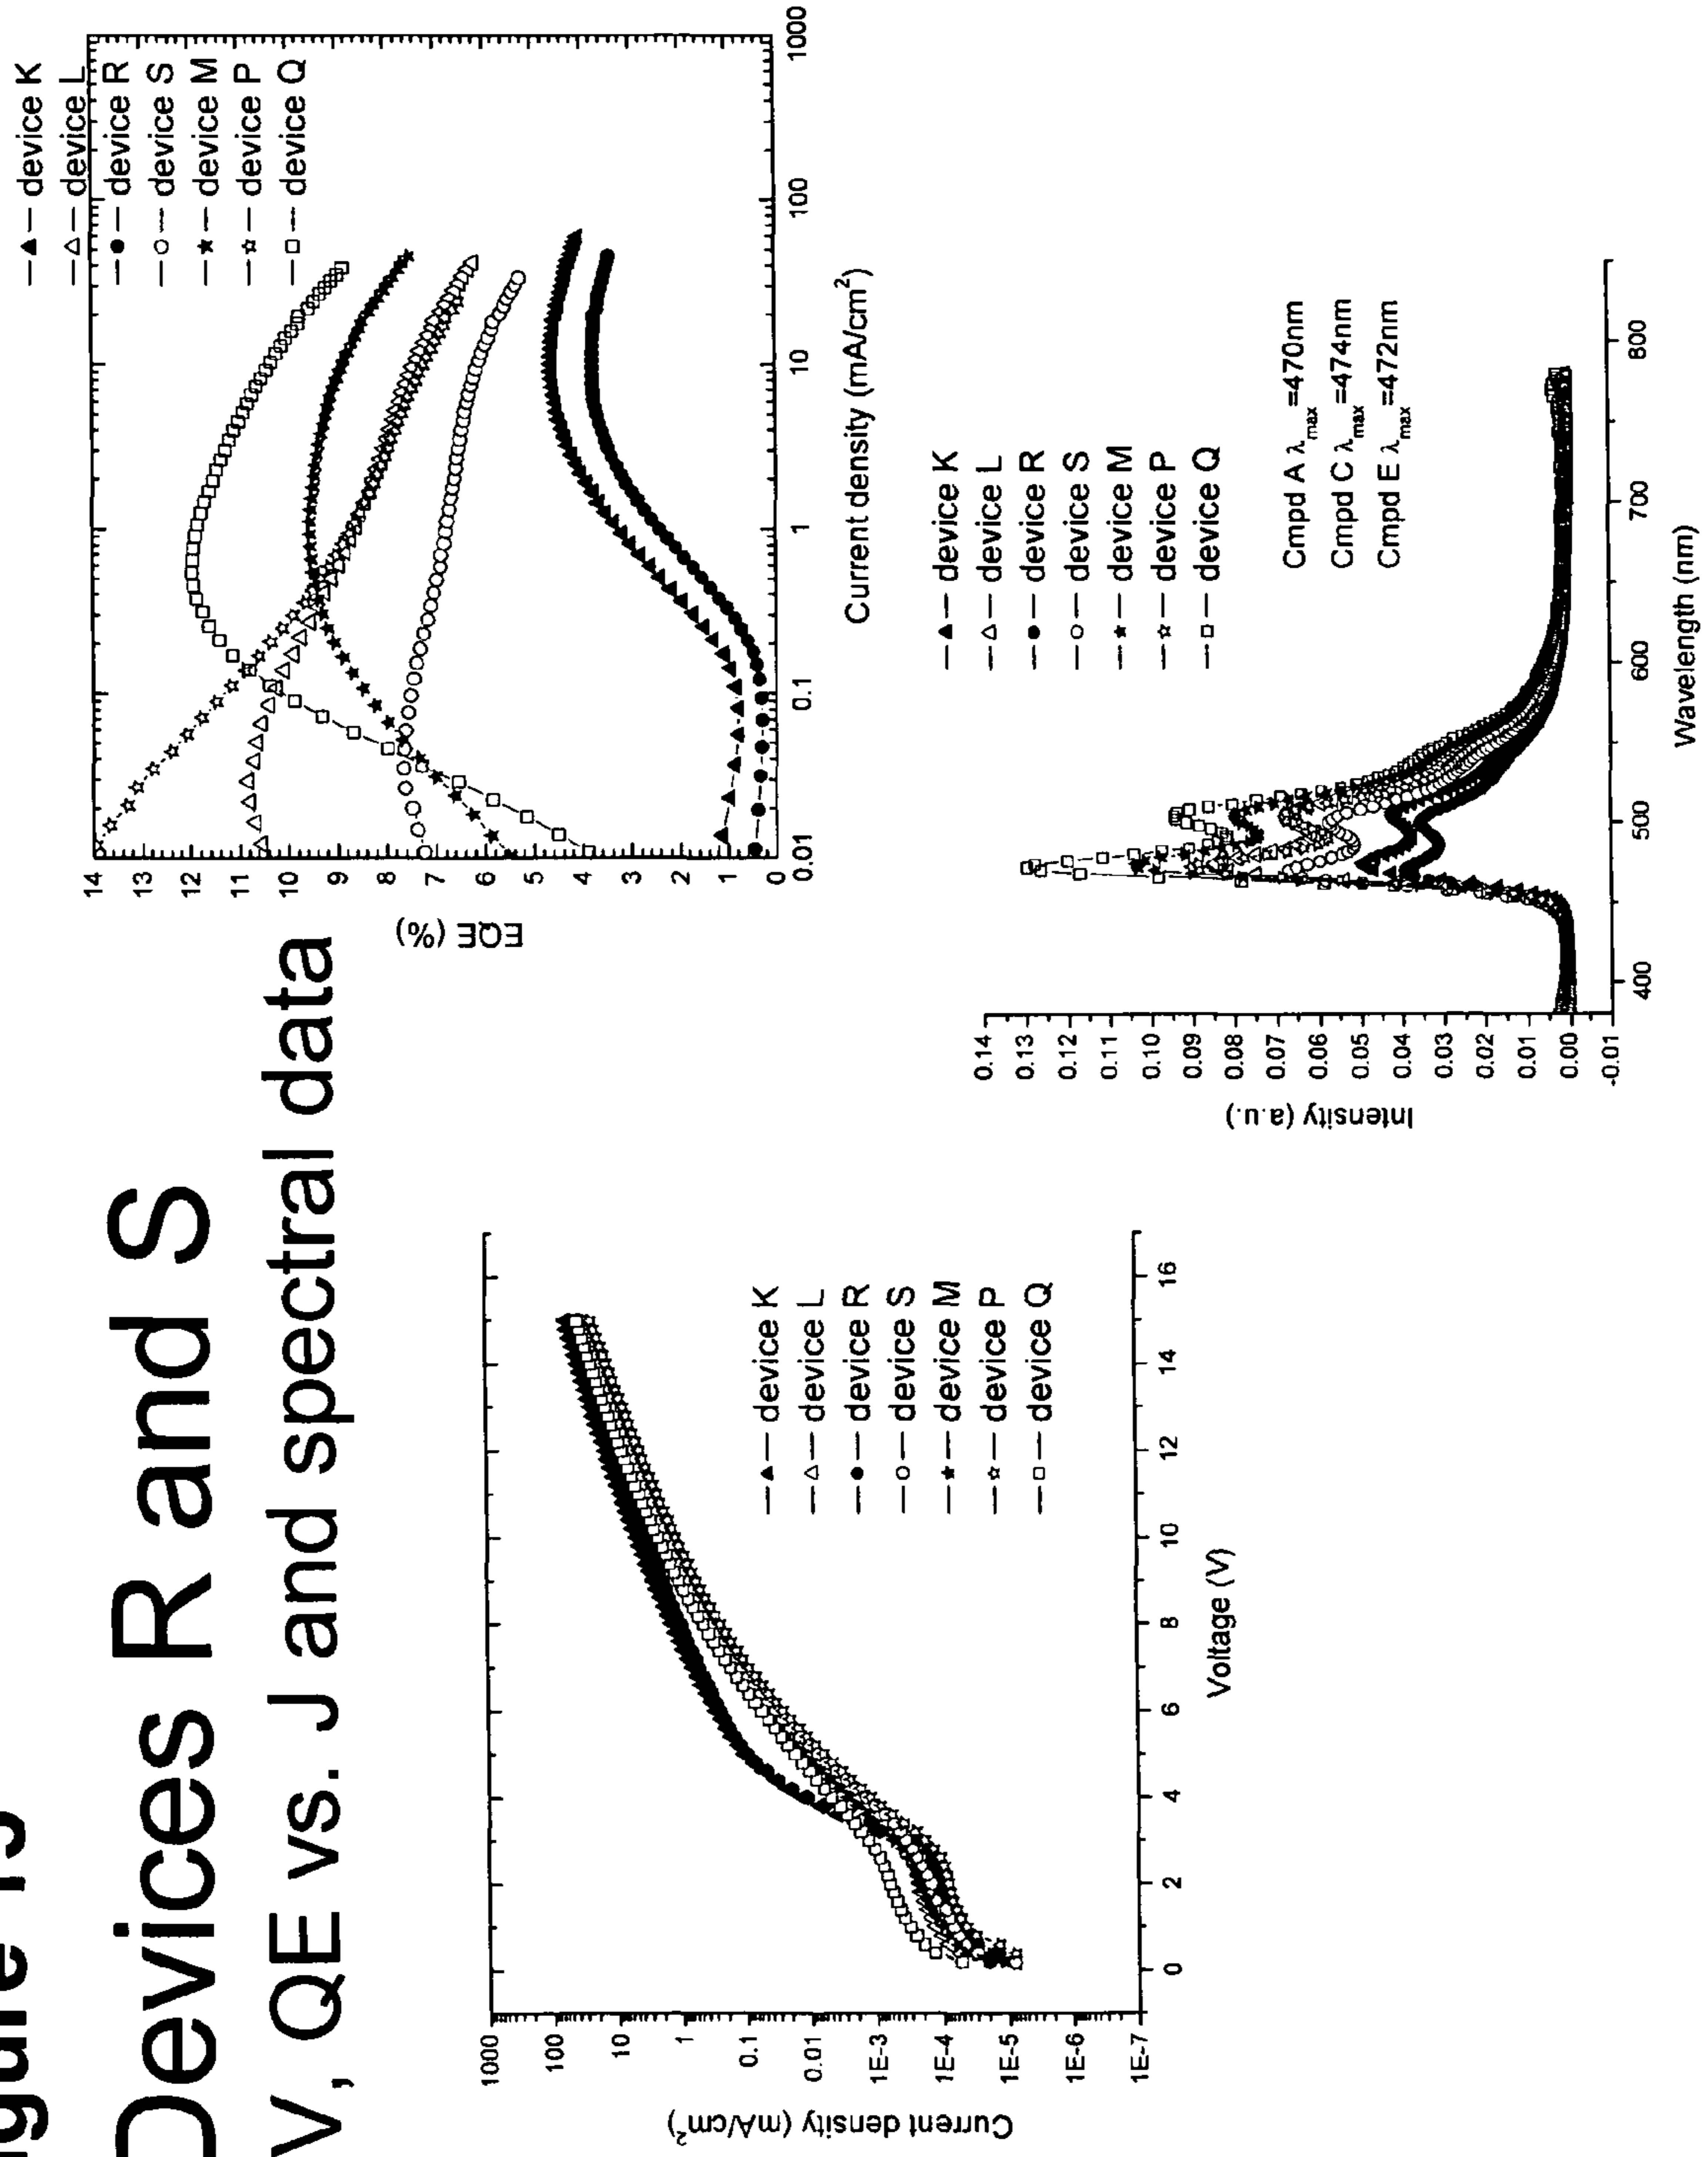 Devices R and S
V, QE vs. J and spectral data
Current density (mA/cm²)
1000
100
10
1
0.1
0.01
1E-3
1E-4
1E-5
1E-6
1E-7
0 2 4 6 8 10 12 14 16
Voltage (V)
device K
device L
device R
device S
device M
device P
device Q
EQE (%)
14
13
12
11
10
9
8
7
6
5
4
3
2
1
0
0.01 0.1 1 10 100 1000
Current density (mA/cm²)
device K
device L
device R
device S
device M
device P
device Q
Intensity (a.u.)
0.14
0.13
0.12
0.11
0.10
0.09
0.08
0.07
0.06
0.05
0.04
0.03
0.02
0.01
0.00
-0.01
400 500 600 700 800
Wavelength (nm)
device K
device L
device R
device S
device M
device P
device Q
Cmpd A λmax=470nm
Cmpd C λmax=474nm
Cmpd E λmax=472nm